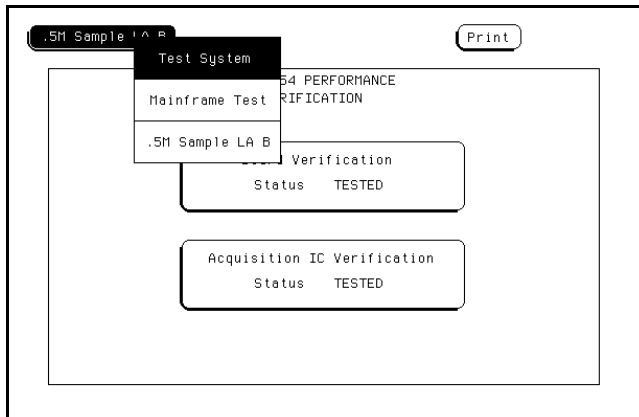 .5M Sample LA B
Print
Test System
Mainframe Test
.5M Sample LA B
54 PERFORMANCE
RIFICATION
Verification
Status TESTED
Acquisition IC Verification
Status TESTED